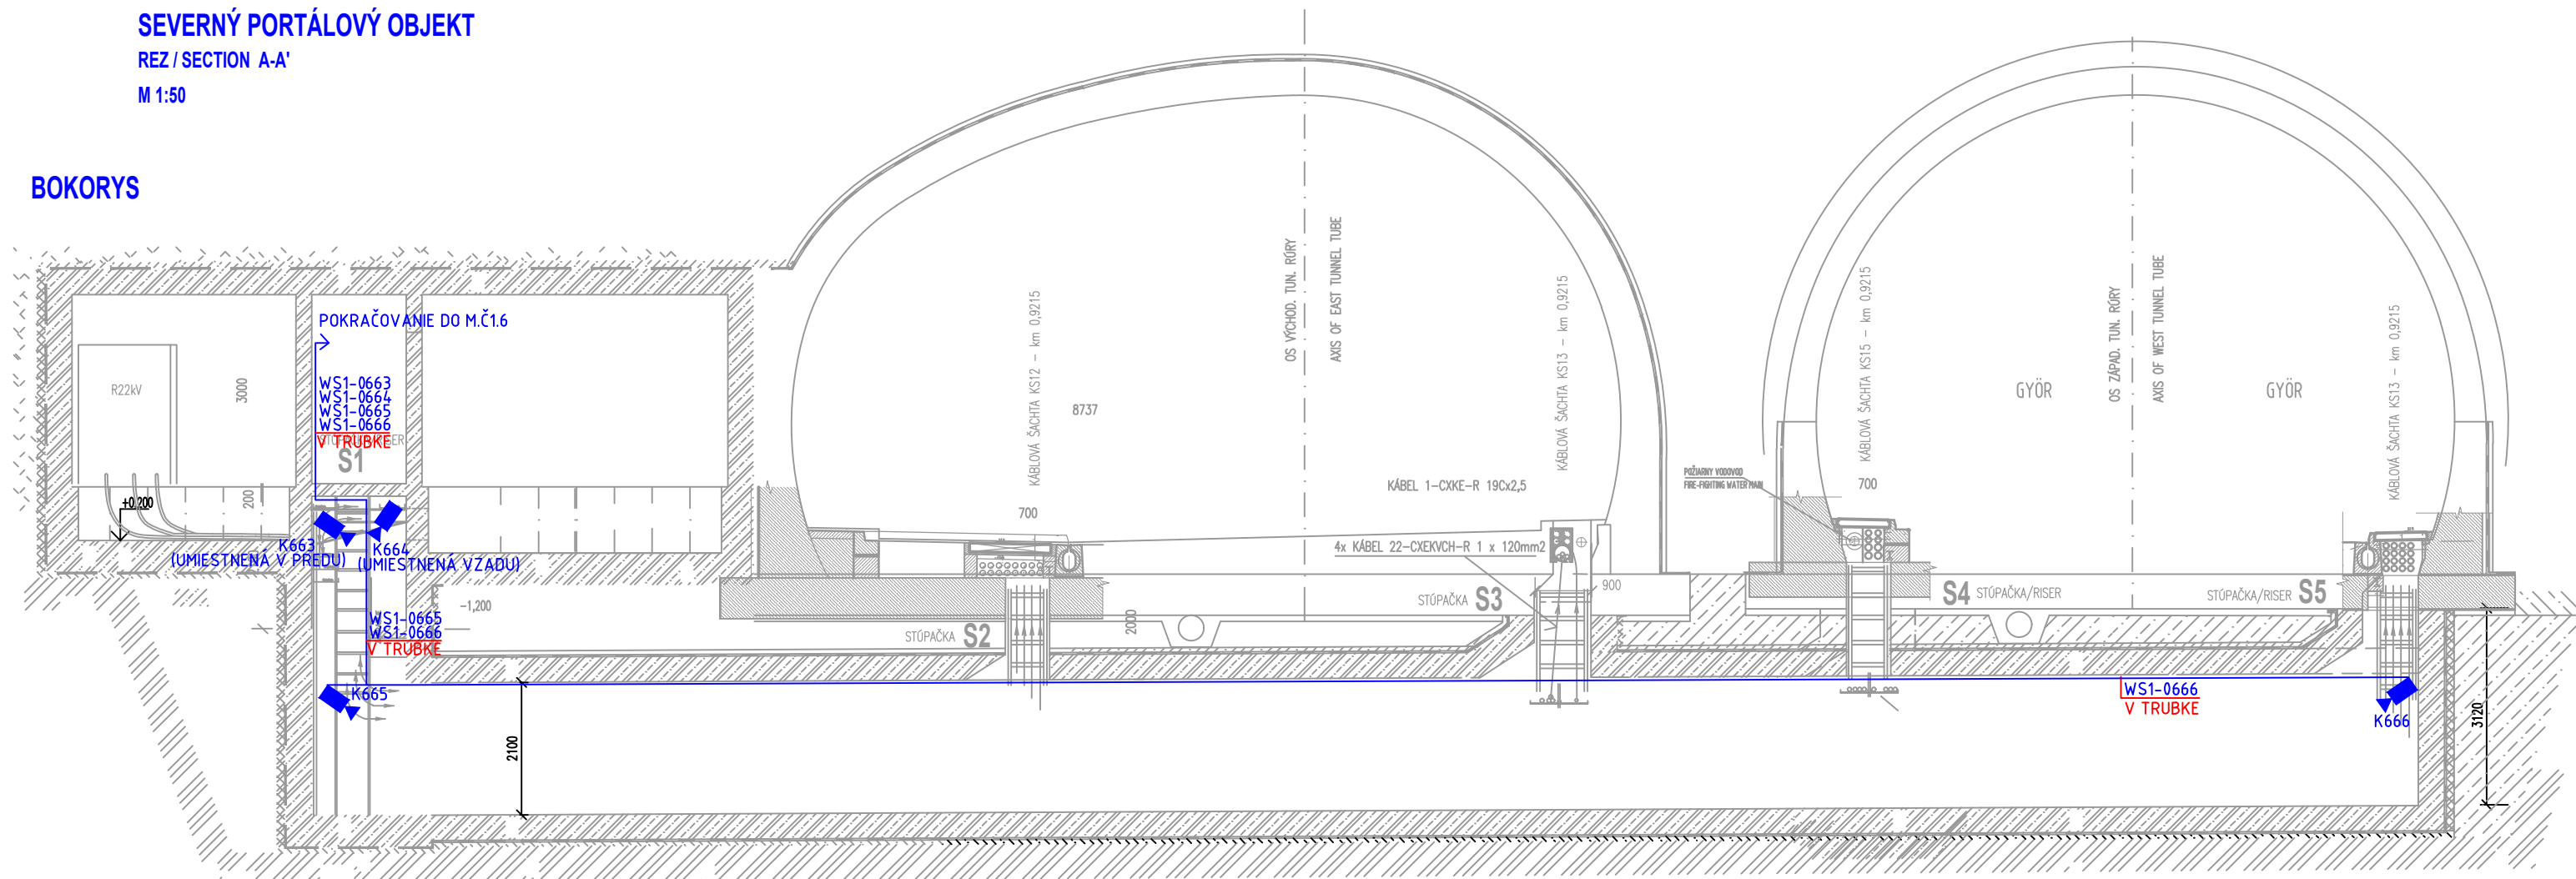 SEVERNÝ PORTÁLOVÝ OBJEKT
REZ / SECTION A-A'
M 1:50
BOKORYS
POKRAČOVANIE DO M.Č1.6
R22kV
3000
WS1-0663
WS1-0664
WS1-0665
WS1-0666
V TRUBKE
S1
+0,200
200
K663
(UMIESTNENÁ V PREDU)
K664
(UMIESTNENÁ VZADU)
WS1-0665
WS1-0666
V TRUBKE
K665
-1,200
2100
KÁBLOVÁ ŠACHTA KS12 - km 0,9215
8737
700
STÚPAČKA S2
2000
OS VÝCHOD. TUN. RÚRY
AXIS OF EAST TUNNEL TUBE
KÁBEL 1-CXKE-R 19Cx2,5
4x KÁBEL 22-CXEKVCH-R 1 x 120mm2
KÁBLOVÁ ŠACHTA KS13 - km 0,9215
STÚPAČKA S3
900
POŽIARNY VODOVOD
FIRE-FIGHTING WATER MAIN
KÁBLOVÁ ŠACHTA KS15 - km 0,9215
700
GYÖR
OS ZÁPAD. TUN. RÚRY
AXIS OF WEST TUNNEL TUBE
GYÖR
KÁBLOVÁ ŠACHTA KS13 - km 0,9215
S4 STÚPAČKA/RISER
STÚPAČKA/RISER S5
WS1-0666
V TRUBKE
K666
3120